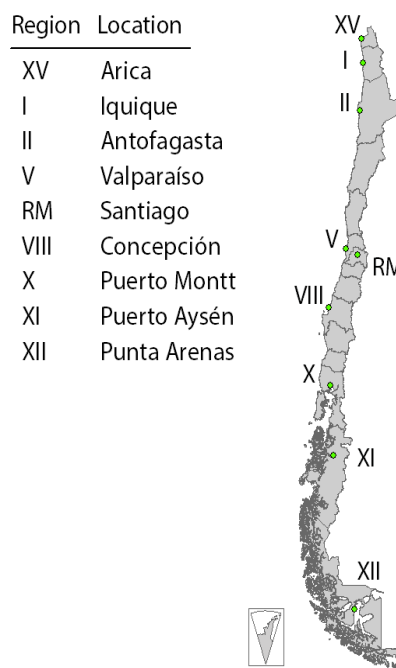 Region Location
XV Arica
I Iquique
II Antofagasta
V Valparaíso
RM Santiago
VIII Concepción
X Puerto Montt
XI Puerto Aysén
XII Punta Arenas
XV
I
II
V
RM
VIII
X
XI
XII